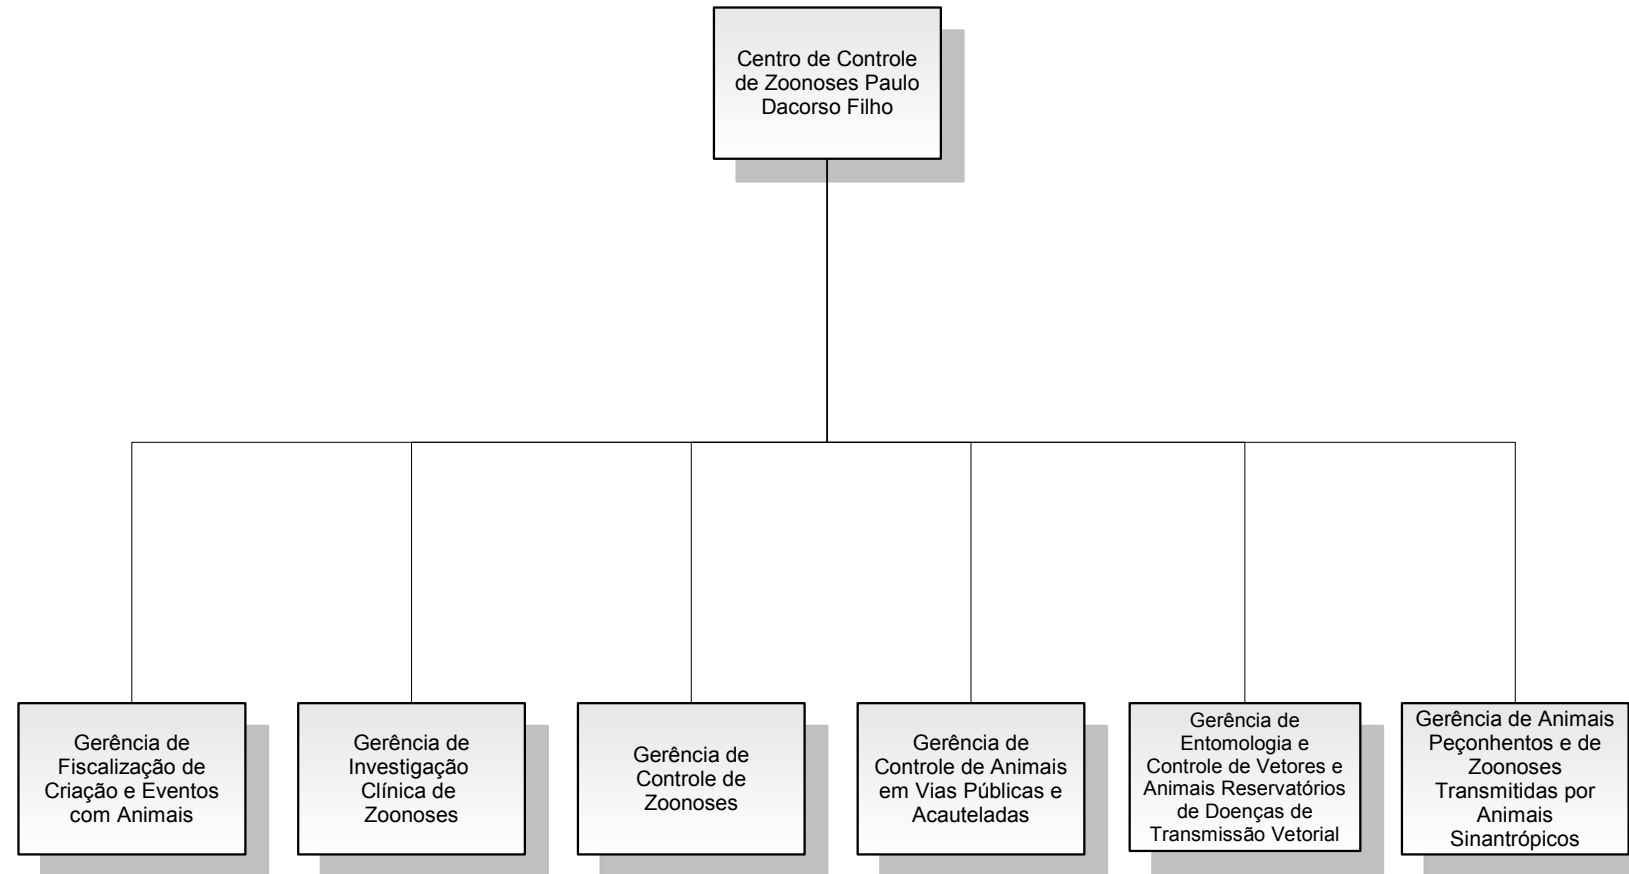 Centro de Controle
de Zoonoses Paulo
Dacorso Filho
Gerência de
Fiscalização de
Criação e Eventos
com Animais
Gerência de
Investigação
Clínica de
Zoonoses
Gerência de
Controle de
Zoonoses
Gerência de
Controle de Animais
em Vias Públicas e
Acauteladas
Gerência de
Entomologia e
Controle de Vetores e
Animais Reservatórios
de Doenças de
Transmissão Vetorial
Gerência de Animais
Peçonhentos e de
Zoonoses
Transmitidas por
Animais
Sinantrópicos